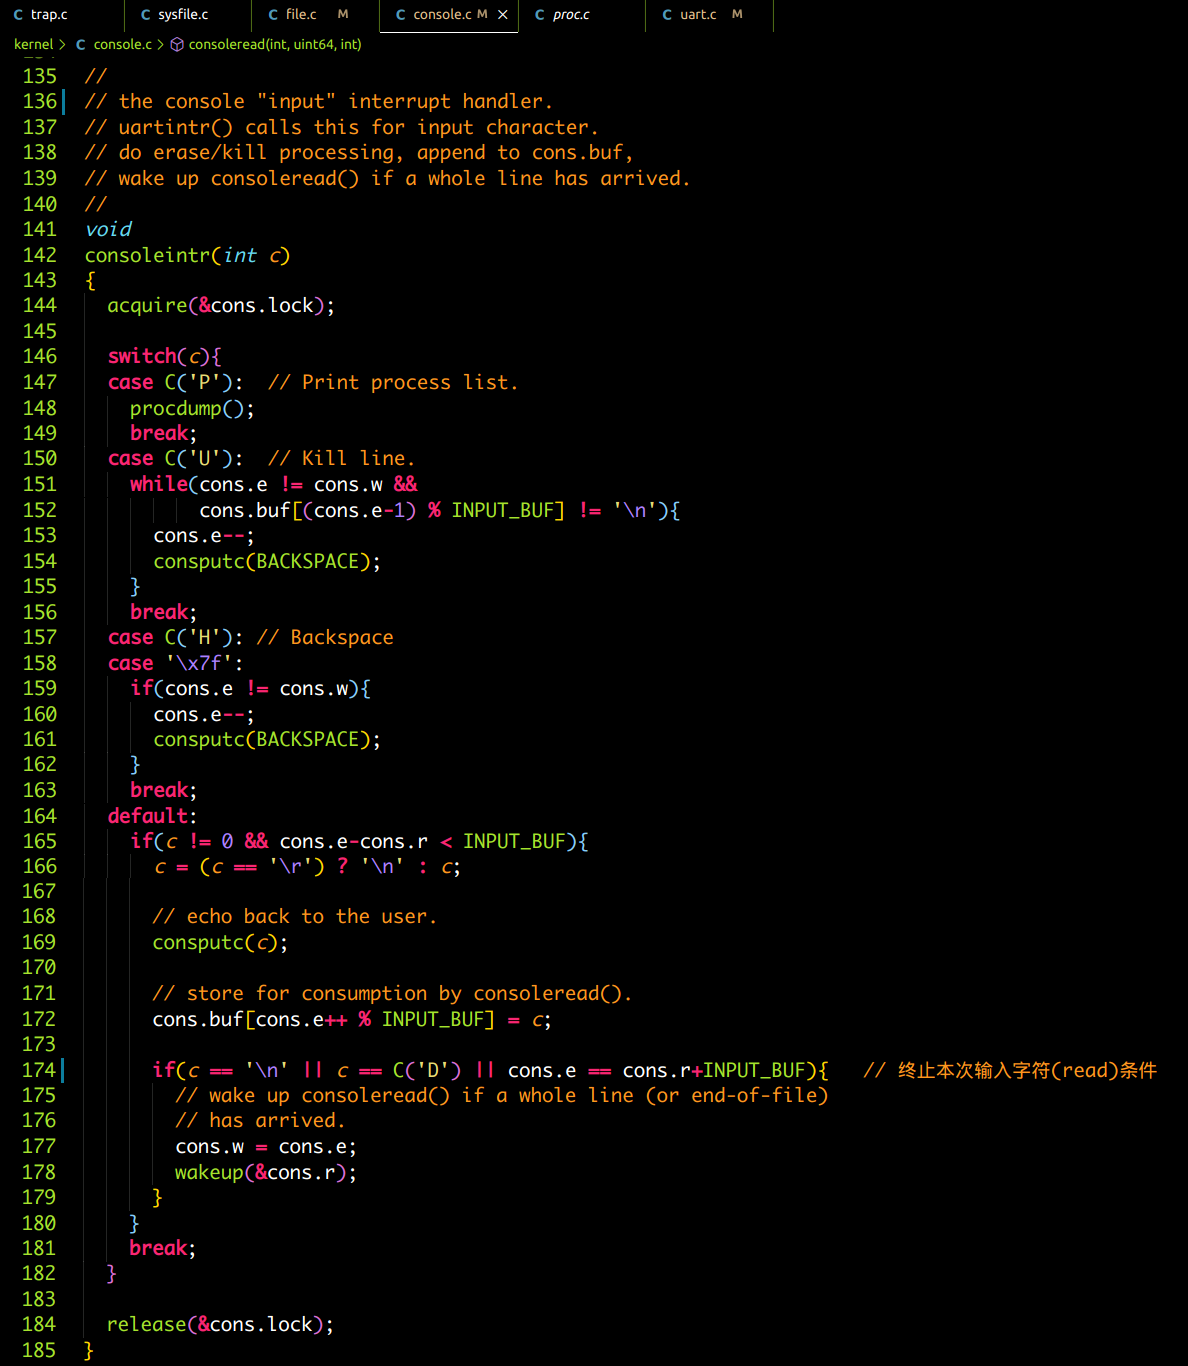 C trap.c C sysfile.c C file.c M C console.c M × C proc.c C uart.c M
kernel > C console.c > consoleread(int, uint64, int)
135 //
136 // the console "input" interrupt handler.
137 // uartintr() calls this for input character.
138 // do erase/kill processing, append to cons.buf,
139 // wake up consoleread() if a whole line has arrived.
140 //
141 void
142 consoleintr(int c)
143 {
144   acquire(&cons.lock);
145
146   switch(c){
147   case C('P'):  // Print process list.
148     procdump();
149     break;
150   case C('U'):  // Kill line.
151     while(cons.e != cons.w &&
152           cons.buf[(cons.e-1) % INPUT_BUF] != '\n'){
153       cons.e--;
154       consputc(BACKSPACE);
155     }
156     break;
157   case C('H'): // Backspace
158   case '\x7f':
159     if(cons.e != cons.w){
160       cons.e--;
161       consputc(BACKSPACE);
162     }
163     break;
164   default:
165     if(c != 0 && cons.e-cons.r < INPUT_BUF){
166       c = (c == '\r') ? '\n' : c;
167
168       // echo back to the user.
169       consputc(c);
170
171       // store for consumption by consoleread().
172       cons.buf[cons.e++ % INPUT_BUF] = c;
173
174       if(c == '\n' || c == C('D') || cons.e == cons.r+INPUT_BUF){   // 终止本次输入字符(read)条件
175         // wake up consoleread() if a whole line (or end-of-file)
176         // has arrived.
177         cons.w = cons.e;
178         wakeup(&cons.r);
179       }
180     }
181     break;
182   }
183
184   release(&cons.lock);
185 }